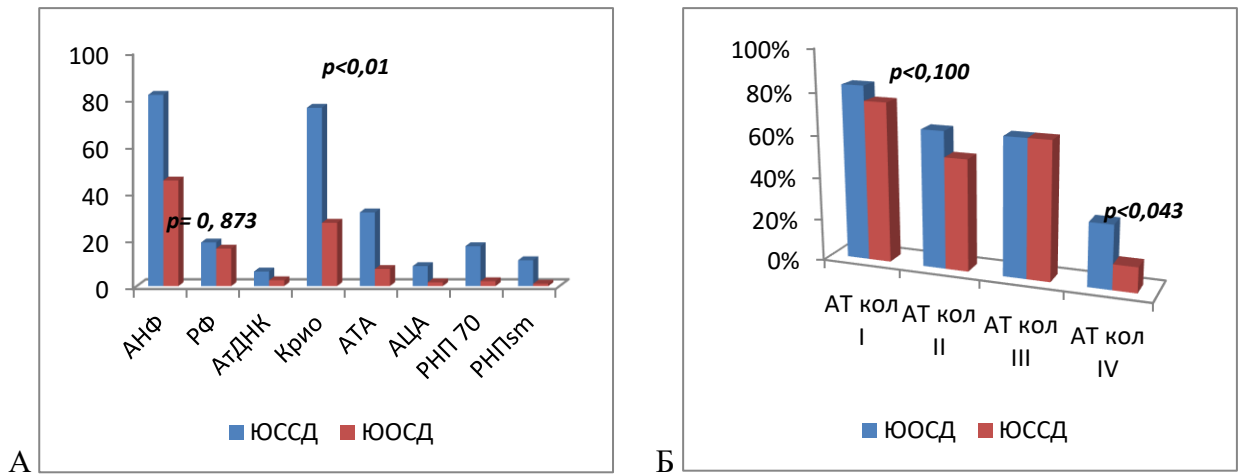 100
80
60
40
20
0
p<0,01
p= 0, 873
АНФ
РФ
АтДНК
Крио
АТА
АЦА
РНП 70
РНПsm
ЮССД ЮОСД
А
100%
80%
60%
40%
20%
0%
p<0,100
p<0,043
АТ кол
I
АТ кол
II
АТ кол
III
АТ кол
IV
ЮОСД ЮССД
Б